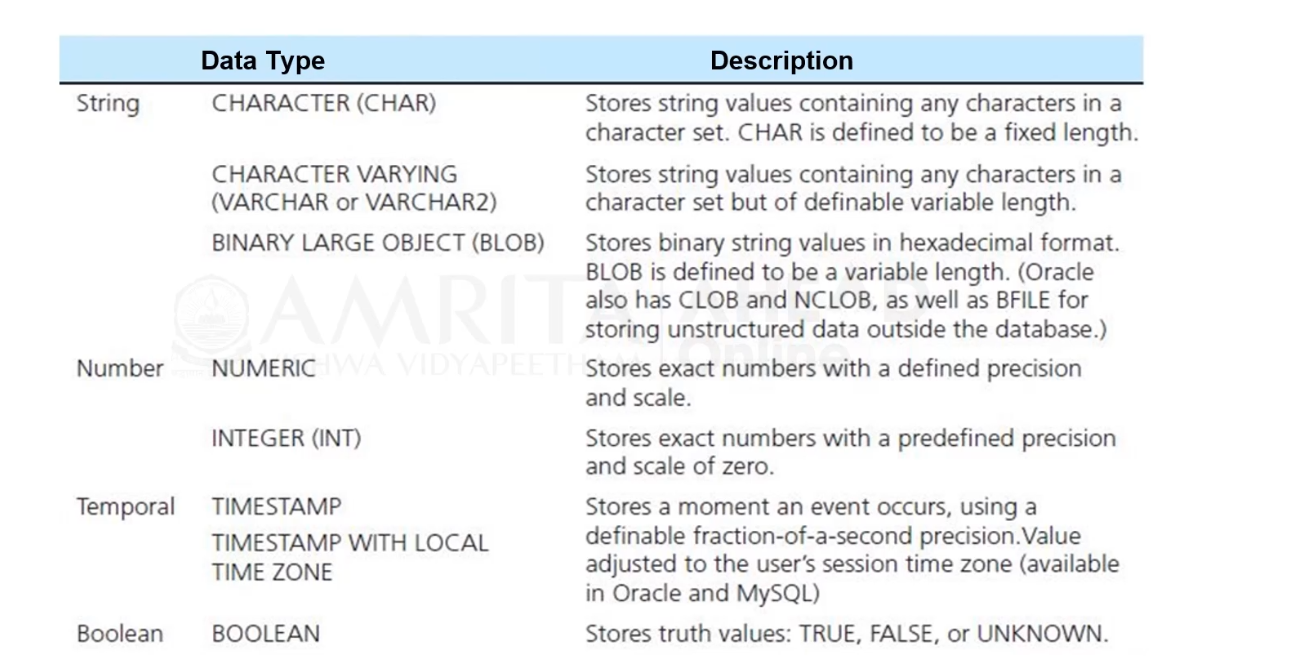 Data Type Description
String CHARACTER (CHAR) Stores string values containing any characters in a
character set. CHAR is defined to be a fixed length.
CHARACTER VARYING Stores string values containing any characters in a
(VARCHAR or VARCHAR2) character set but of definable variable length.
BINARY LARGE OBJECT (BLOB) Stores binary string values in hexadecimal format.
BLOB is defined to be a variable length. (Oracle
also has CLOB and NCLOB, as well as BFILE for
storing unstructured data outside the database.)
AMRITA AHEAD
VISHWA VIDYAPEETHAM Online
Number NUMERIC Stores exact numbers with a defined precision
and scale.
INTEGER (INT) Stores exact numbers with a predefined precision
and scale of zero.
Temporal TIMESTAMP Stores a moment an event occurs, using a
definable fraction-of-a-second precision.Value
TIMESTAMP WITH LOCAL adjusted to the user's session time zone (available
TIME ZONE in Oracle and MySQL)
Boolean BOOLEAN Stores truth values: TRUE, FALSE, or UNKNOWN.